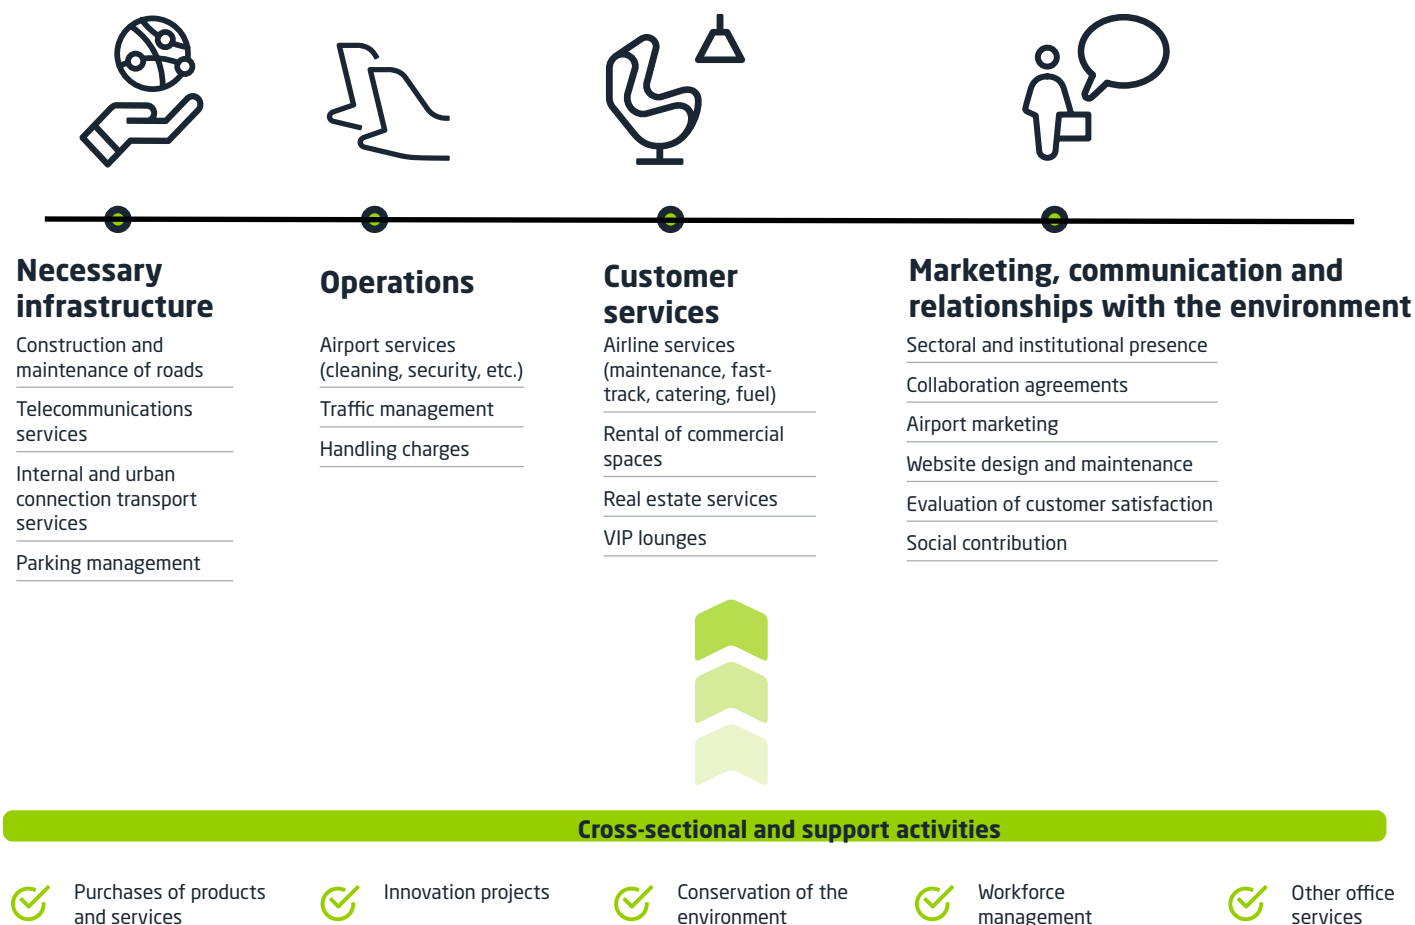 Necessary
infrastructure
Construction and
maintenance of roads
Telecommunications
services
Internal and urban
connection transport
services
Parking management
Operations
Airport services
(cleaning, security, etc.)
Traffic management
Handling charges
Customer
services
Airline services
(maintenance, fast-
track, catering, fuel)
Rental of commercial
spaces
Real estate services
VIP lounges
Marketing, communication and
relationships with the environment
Sectoral and institutional presence
Collaboration agreements
Airport marketing
Website design and maintenance
Evaluation of customer satisfaction
Social contribution
Cross-sectional and support activities
Purchases of products
and services
Innovation projects
Conservation of the
environment
Workforce
management
Other office
services